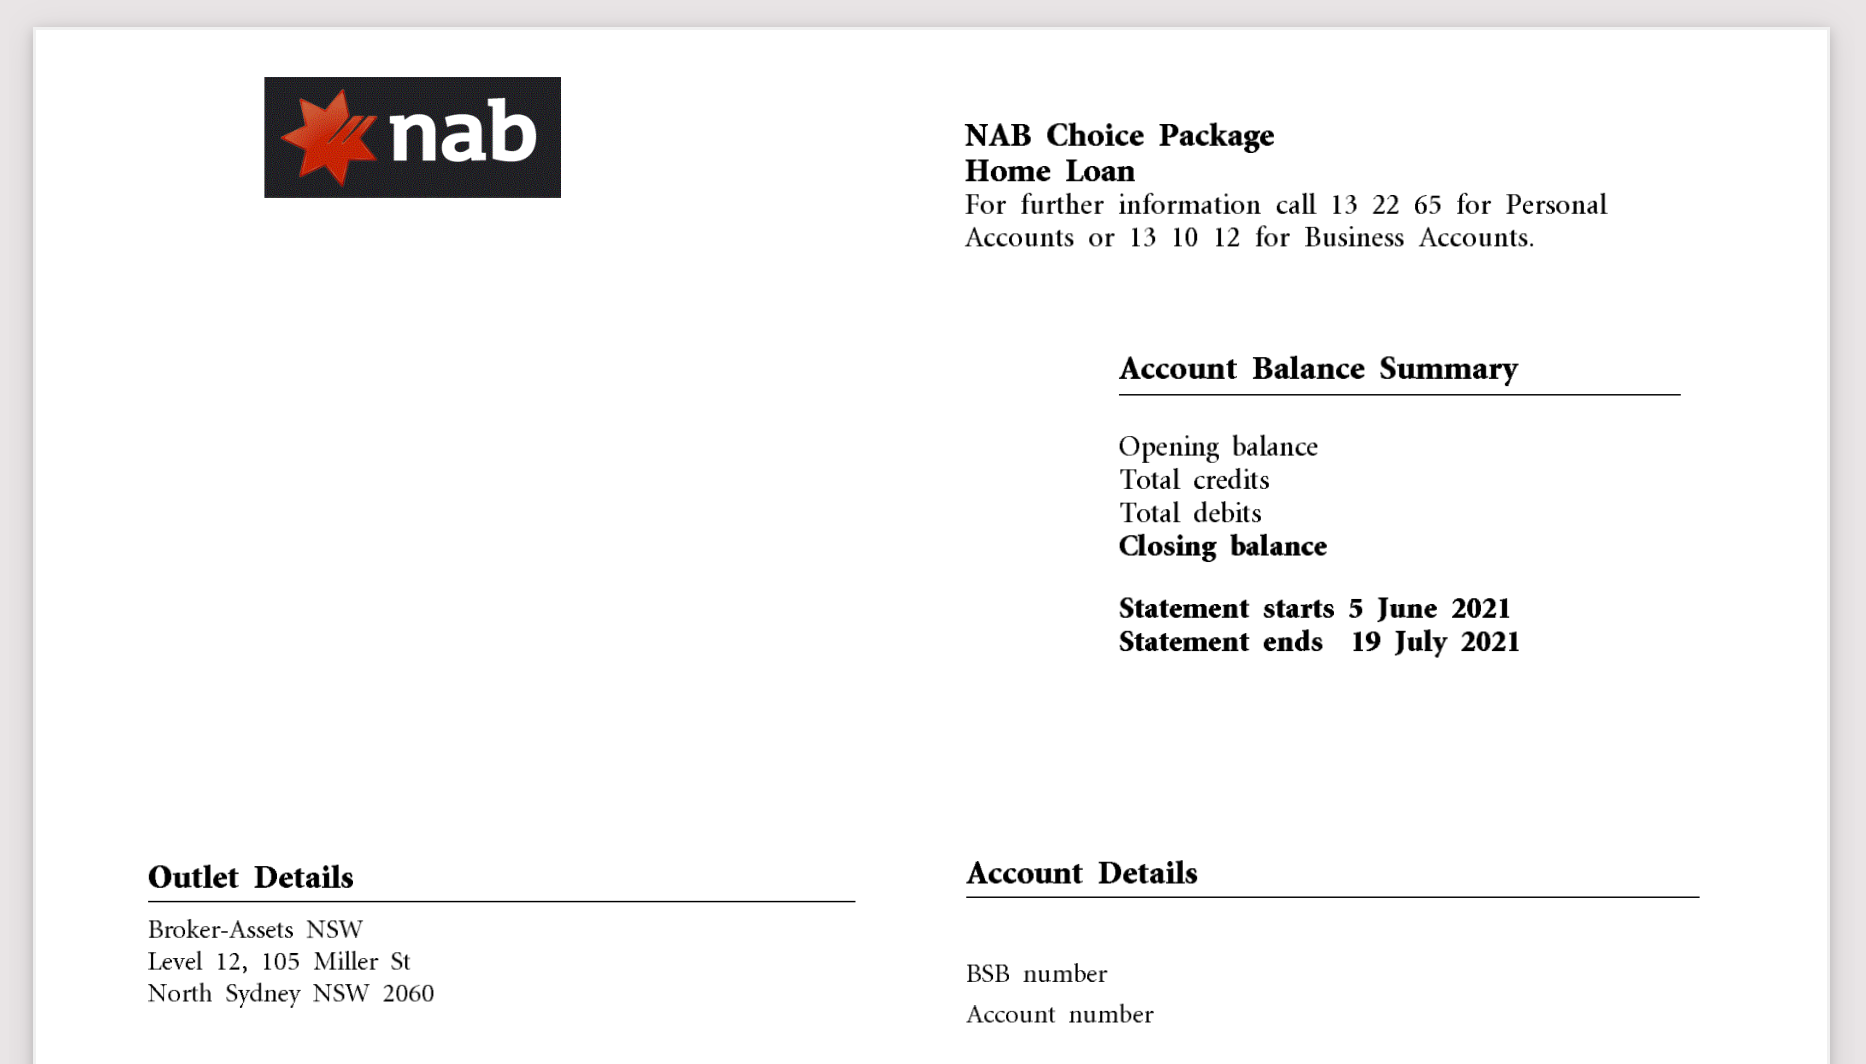 nab
NAB Choice Package
Home Loan
For further information call 13 22 65 for Personal
Accounts or 13 10 12 for Business Accounts.
Account Balance Summary
Opening balance
Total credits
Total debits
Closing balance
Statement starts 5 June 2021
Statement ends 19 July 2021
Outlet Details
Broker-Assets NSW
Level 12, 105 Miller St
North Sydney NSW 2060
Account Details
BSB number
Account number